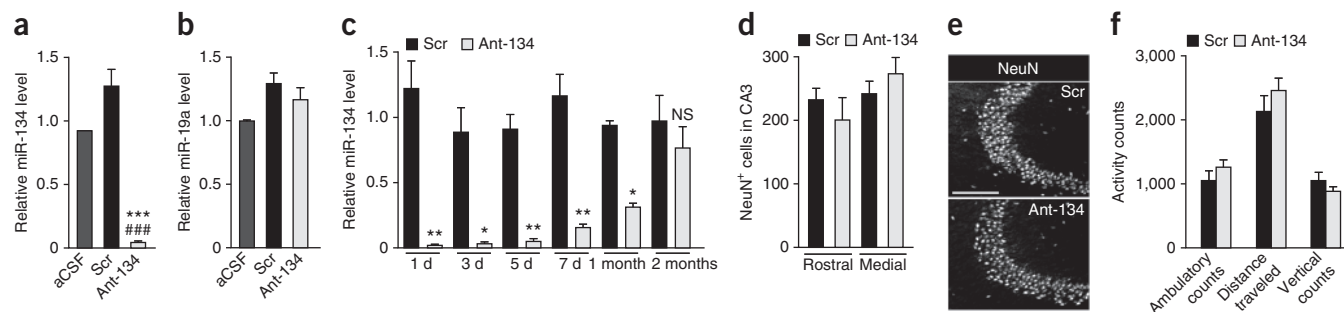 a
Relative miR-134 level
1.5
1.0
0.5
0
***
###
aCSF
Scr
Ant-134
b
Relative miR-19a level
1.5
1.0
0.5
0
aCSF
Scr
Ant-134
c
Scr Ant-134
Relative miR-134 level
1.5
1.0
0.5
0
** * ** ** * NS
1 d 3 d 5 d 7 d 1 month 2 months
d
Scr Ant-134
NeuN+ cells in CA3
300
200
100
0
Rostral Medial
e
NeuN
Scr
Ant-134
f
Scr Ant-134
Activity counts
3,000
2,000
1,000
0
Ambulatory
counts
Distance
traveled
Vertical
counts